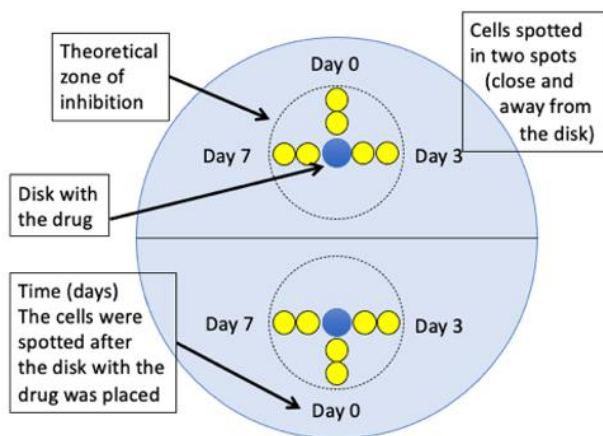 Theoretical
zone of
inhibition
Day 0
Cells spotted
in two spots
(close and
away from
the disk)
Day 7
Day 3
Disk with
the drug
Time (days)
The cells were
spotted after
the disk with the
drug was placed
Day 7
Day 3
Day 0